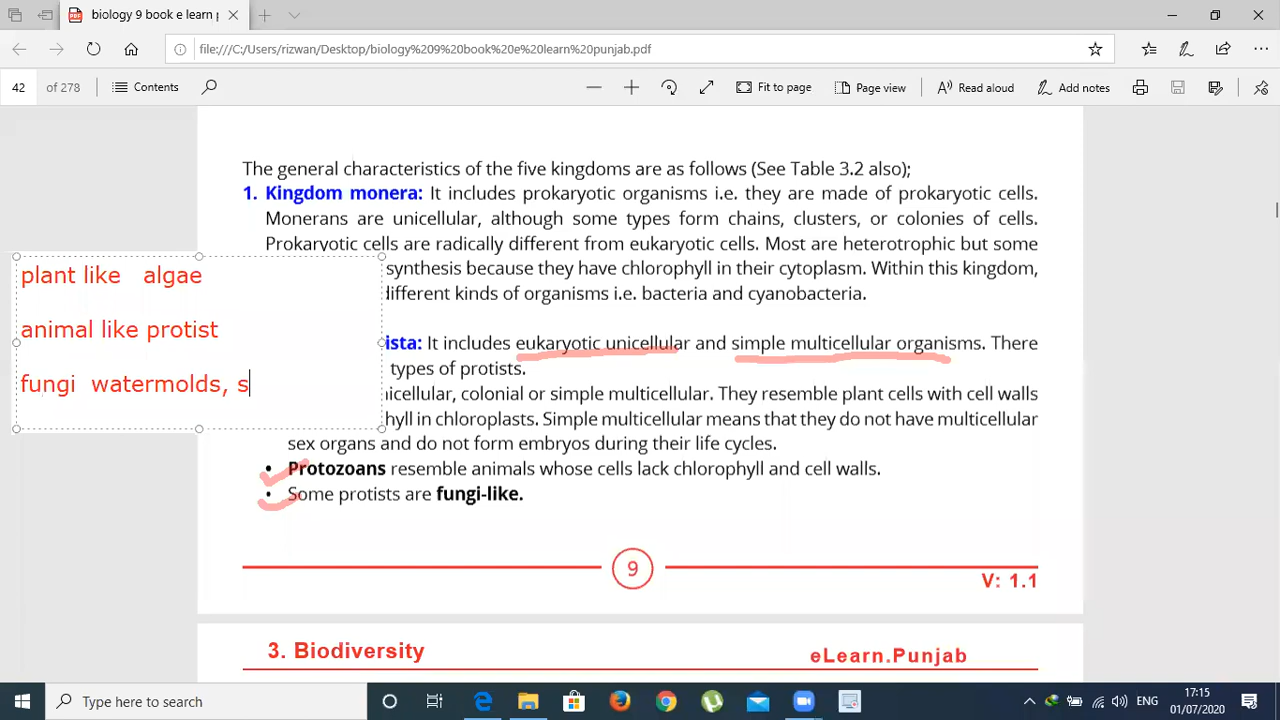 biology 9 book e learn p
file:///C:/Users/rizwan/Desktop/biology%209%20book%20e%20learn%20punjab.pdf
42 of 278 Contents Fit to page Page view Read aloud Add notes
The general characteristics of the five kingdoms are as follows (See Table 3.2 also);
1. Kingdom monera: It includes prokaryotic organisms i.e. they are made of prokaryotic cells.
Monerans are unicellular, although some types form chains, clusters, or colonies of cells.
Prokaryotic cells are radically different from eukaryotic cells. Most are heterotrophic but some
synthesis because they have chlorophyll in their cytoplasm. Within this kingdom,
ifferent kinds of organisms i.e. bacteria and cyanobacteria.
plant like algae
animal like protist
fungi watermolds, s
ista: It includes eukaryotic unicellular and simple multicellular organisms. There
types of protists.
icellular, colonial or simple multicellular. They resemble plant cells with cell walls
hyll in chloroplasts. Simple multicellular means that they do not have multicellular
sex organs and do not form embryos during their life cycles.
• Protozoans resemble animals whose cells lack chlorophyll and cell walls.
• Some protists are fungi-like.
9
V: 1.1
3. Biodiversity eLearn.Punjab
Type here to search
ENG
17:15
01/07/2020